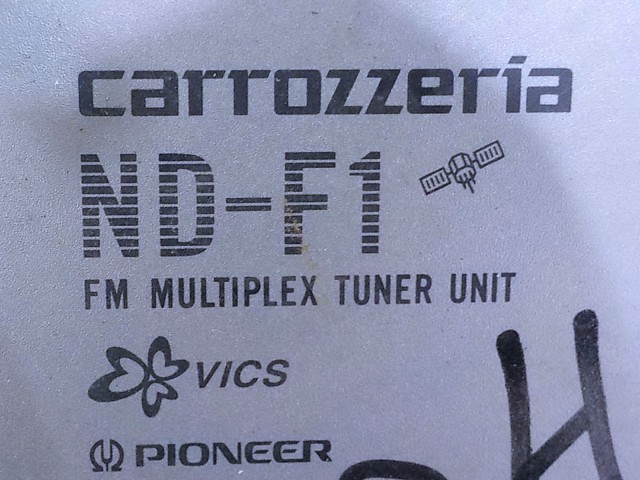 carrozzeria
ND-F1
FM MULTIPLEX TUNER UNIT
VICS
PIONEER
H